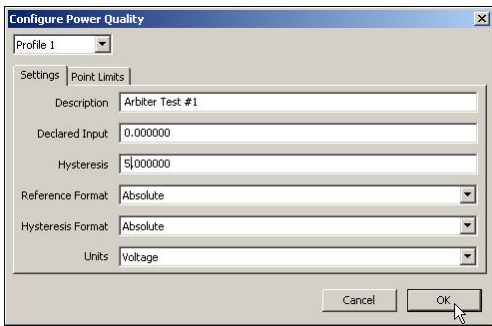 Configure Power Quality
Profile 1
Settings Point Limits
Description Arbiter Test #1
Declared Input 0.000000
Hysteresis 5.000000
Reference Format Absolute
Hysteresis Format Absolute
Units Voltage
Cancel OK